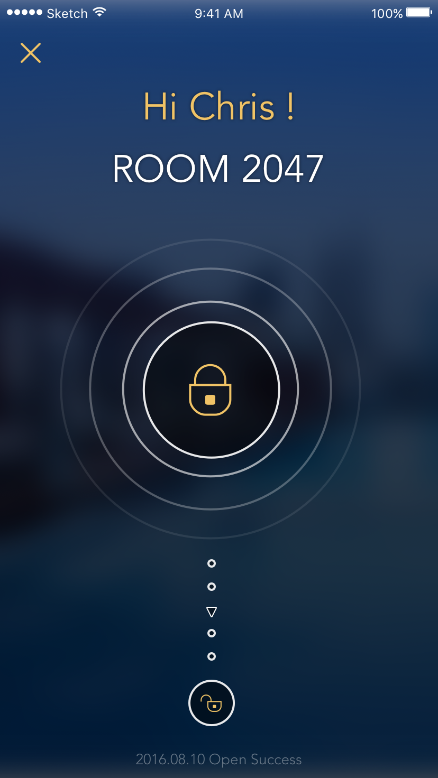 Sketch 9:41 AM 100%
Hi Chris !
ROOM 2047
2016.08.10 Open Success